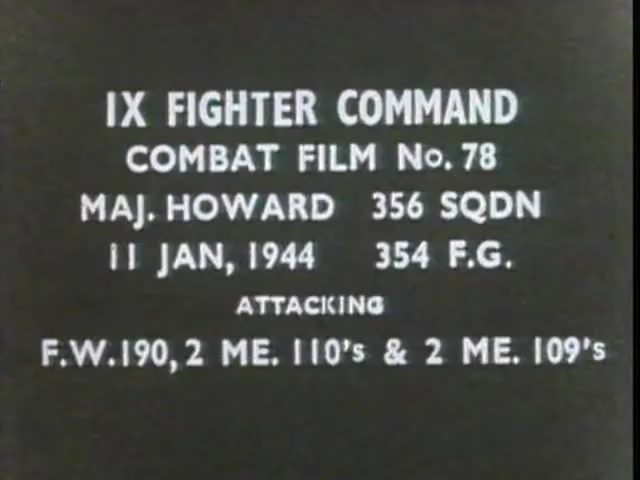 IX FIGHTER COMMAND
COMBAT FILM No. 78
MAJ. HOWARD 356 SQDN
11 JAN, 1944 354 F.G.
ATTACKING
F.W.190, 2 ME. 110's & 2 ME. 109's